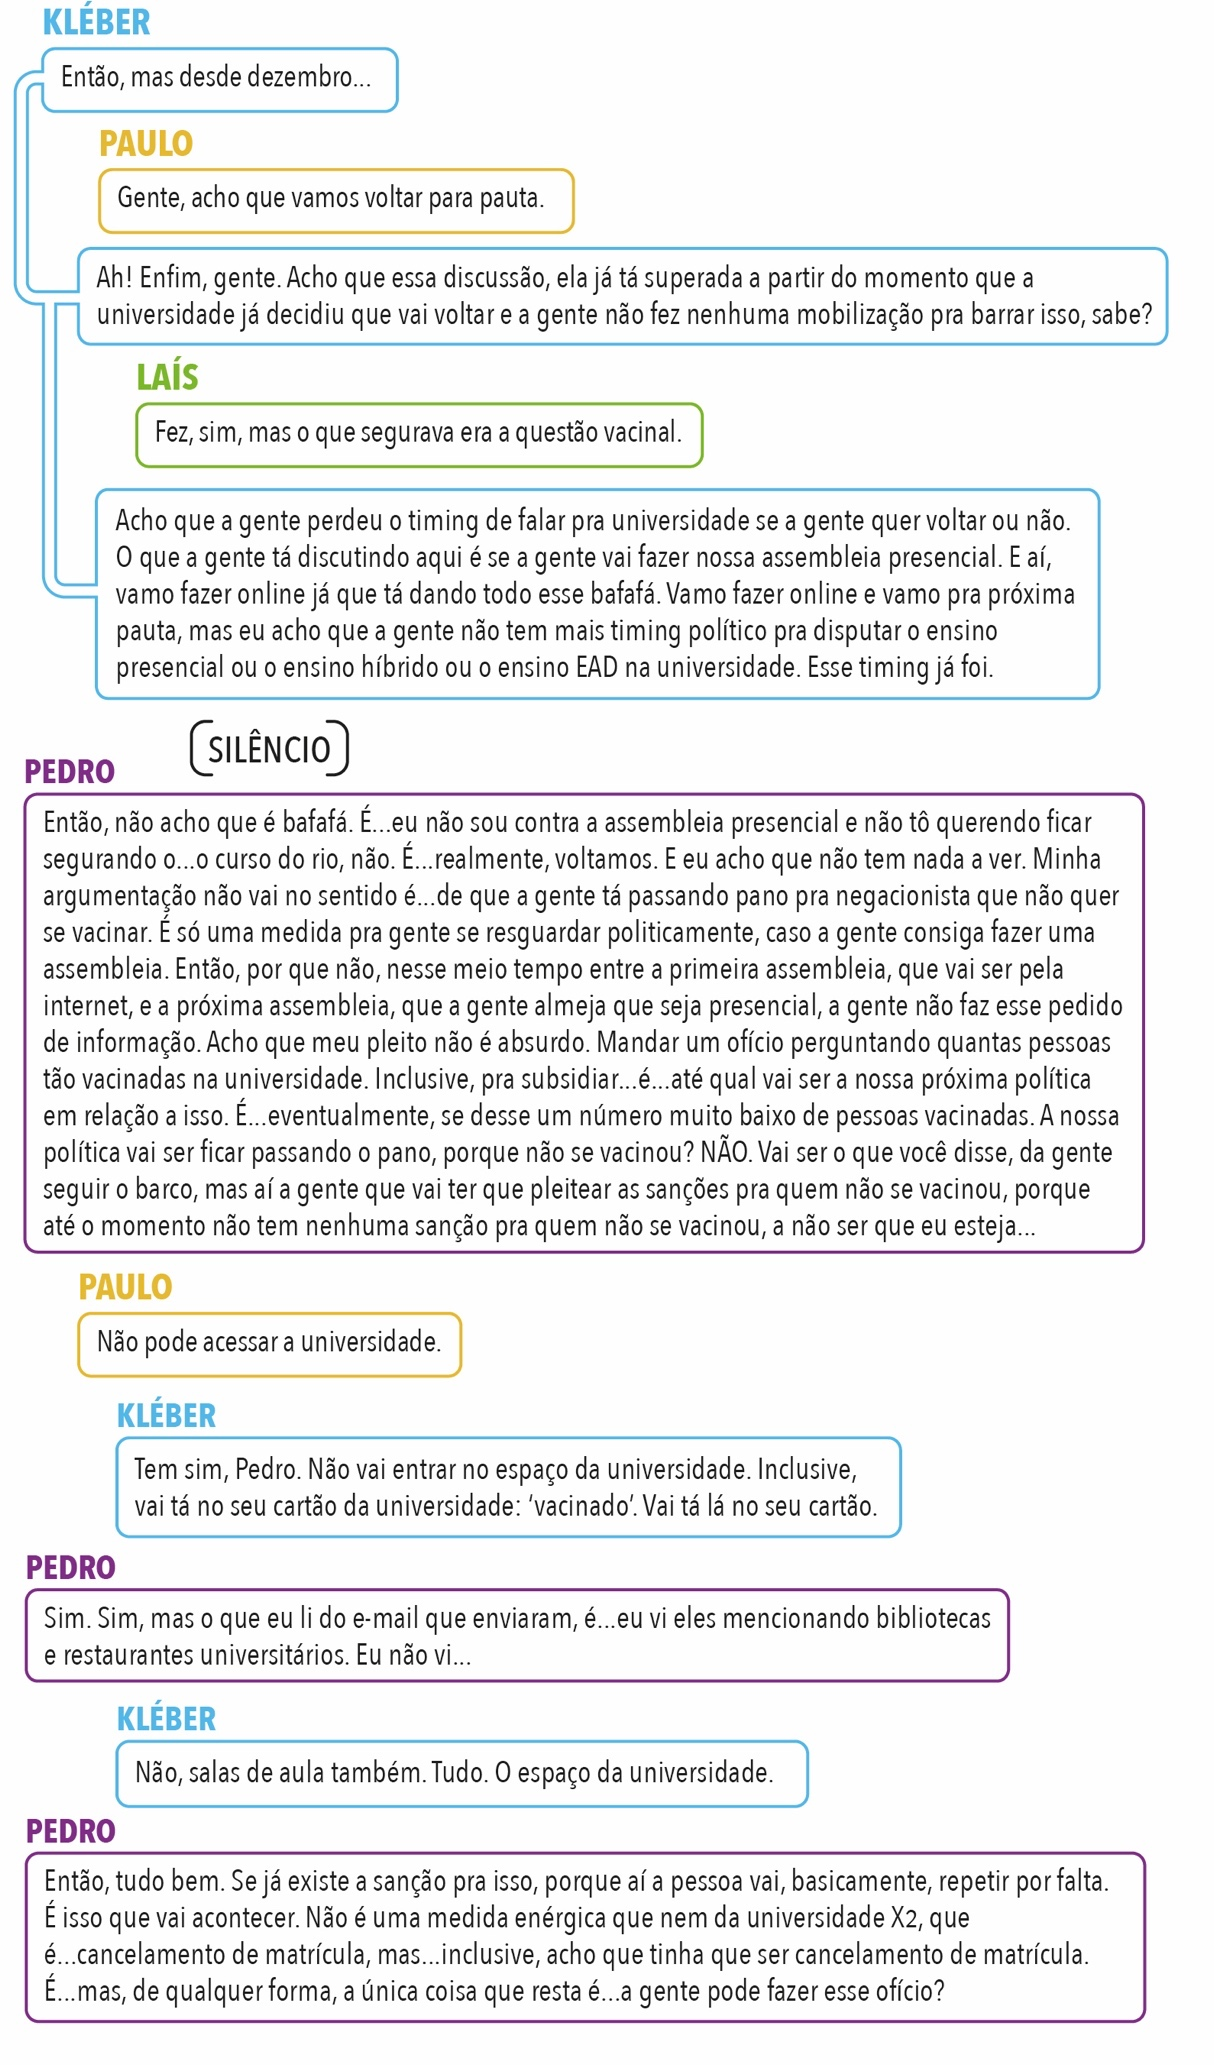 KLÉBER
Então, mas desde dezembro...
PAULO
Gente, acho que vamos voltar para pauta.
Ah! Enfim, gente. Acho que essa discussão, ela já tá superada a partir do momento que a
universidade já decidiu que vai voltar e a gente não fez nenhuma mobilização pra barrar isso, sabe?
LAÍS
Fez, sim, mas o que segurava era a questão vacinal.
Acho que a gente perdeu o timing de falar pra universidade se a gente quer voltar ou não.
O que a gente tá discutindo aqui é se a gente vai fazer nossa assembleia presencial. E aí,
vamo fazer online já que tá dando todo esse bafafá. Vamo fazer online e vamo pra próxima
pauta, mas eu acho que a gente não tem mais timing político pra disputar o ensino
presencial ou o ensino híbrido ou o ensino EAD na universidade. Esse timing já foi.
[SILÊNCIO]
PEDRO
Então, não acho que é bafafá. É...eu não sou contra a assembleia presencial e não tô querendo ficar
segurando o...o curso do rio, não. É...realmente, voltamos. E eu acho que não tem nada a ver. Minha
argumentação não vai no sentido é...de que a gente tá passando pano pra negacionista que não quer
se vacinar. É só uma medida pra gente se resguardar politicamente, caso a gente consiga fazer uma
assembleia. Então, por que não, nesse meio tempo entre a primeira assembleia, que vai ser pela
internet, e a próxima assembleia, que a gente almeja que seja presencial, a gente não faz esse pedido
de informação. Acho que meu pleito não é absurdo. Mandar um ofício perguntando quantas pessoas
tão vacinadas na universidade. Inclusive, pra subsidiar...é...até qual vai ser a nossa próxima política
em relação a isso. É...eventualmente, se desse um número muito baixo de pessoas vacinadas. A nossa
política vai ser ficar passando o pano, porque não se vacinou? NÃO. Vai ser o que você disse, da gente
seguir o barco, mas aí a gente que vai ter que pleitear as sanções pra quem não se vacinou, porque
até o momento não tem nenhuma sanção pra quem não se vacinou, a não ser que eu esteja...
PAULO
Não pode acessar a universidade.
KLÉBER
Tem sim, Pedro. Não vai entrar no espaço da universidade. Inclusive,
vai tá no seu cartão da universidade: ‘vacinado’. Vai tá lá no seu cartão.
PEDRO
Sim. Sim, mas o que eu li do e-mail que enviaram, é...eu vi eles mencionando bibliotecas
e restaurantes universitários. Eu não vi...
KLÉBER
Não, salas de aula também. Tudo. O espaço da universidade.
PEDRO
Então, tudo bem. Se já existe a sanção pra isso, porque aí a pessoa vai, basicamente, repetir por falta.
É isso que vai acontecer. Não é uma medida enérgica que nem da universidade X2, que
é...cancelamento de matrícula, mas...inclusive, acho que tinha que ser cancelamento de matrícula.
É...mas, de qualquer forma, a única coisa que resta é...a gente pode fazer esse ofício?